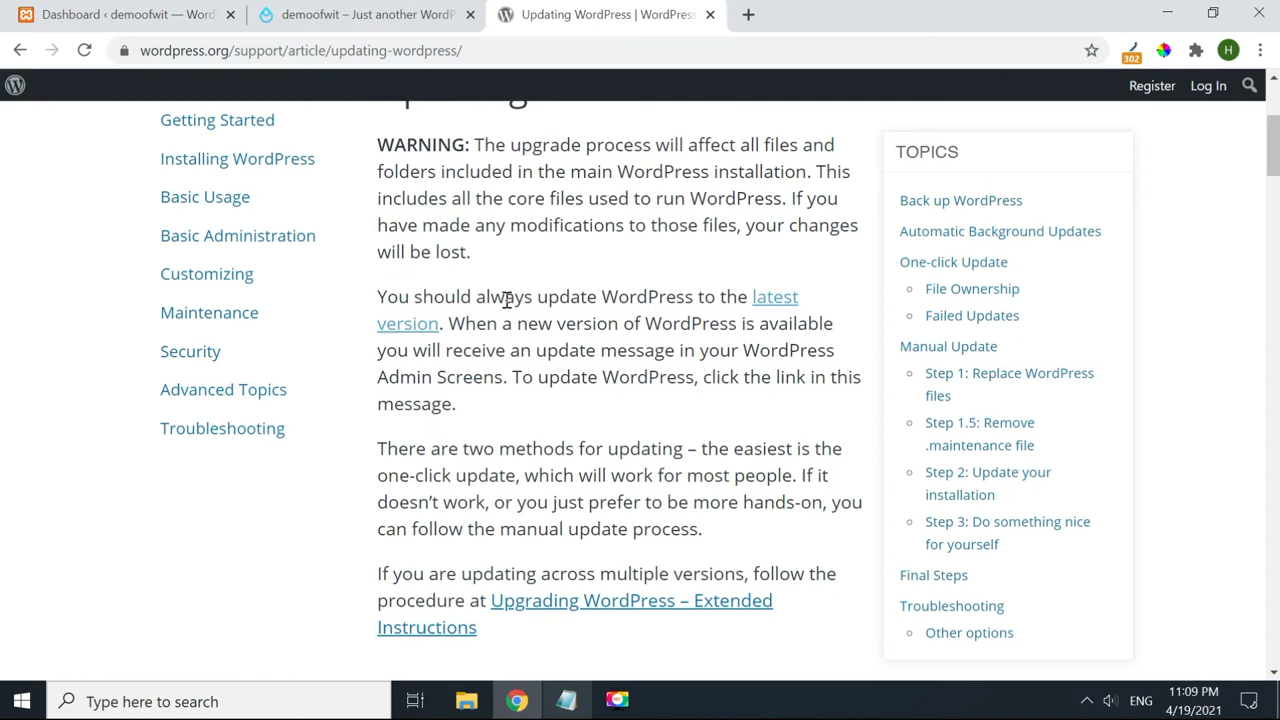 Dashboard ‹ demoofwit — Word
demoofwit – Just another WordP
Updating WordPress | WordPress
wordpress.org/support/article/updating-wordpress/
302
H
Register
Log In
Getting Started
Installing WordPress
Basic Usage
Basic Administration
Customizing
Maintenance
Security
Advanced Topics
Troubleshooting
WARNING: The upgrade process will affect all files and
folders included in the main WordPress installation. This
includes all the core files used to run WordPress. If you
have made any modifications to those files, your changes
will be lost.
You should always update WordPress to the latest
version. When a new version of WordPress is available
you will receive an update message in your WordPress
Admin Screens. To update WordPress, click the link in this
message.
There are two methods for updating – the easiest is the
one-click update, which will work for most people. If it
doesn’t work, or you just prefer to be more hands-on, you
can follow the manual update process.
If you are updating across multiple versions, follow the
procedure at Upgrading WordPress – Extended
Instructions
TOPICS
Back up WordPress
Automatic Background Updates
One-click Update
File Ownership
Failed Updates
Manual Update
Step 1: Replace WordPress
files
Step 1.5: Remove
.maintenance file
Step 2: Update your
installation
Step 3: Do something nice
for yourself
Final Steps
Troubleshooting
Other options
Type here to search
ENG
11:09 PM
4/19/2021